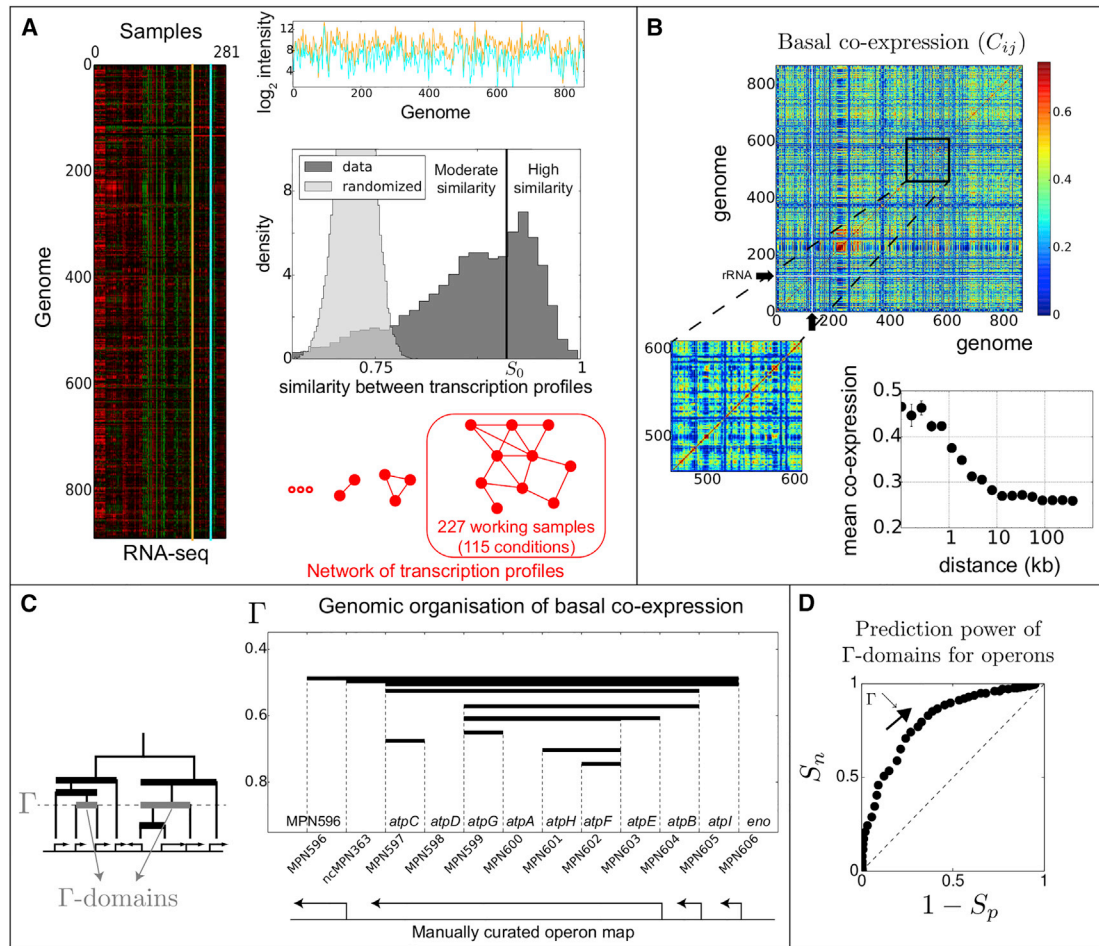 A
Samples
0
281
0
200
400
600
800
Genome
RNA-seq
log2 intensity
12
8
4
0 200 400 600 800
Genome
data
randomized
Moderate
similarity
High
similarity
density
8
4
0
0.75
S0
1
similarity between transcription profiles
227 working samples
(115 conditions)
Network of transcription profiles
B
Basal co-expression (Cij)
genome
800
600
400
200
0
rRNA
0 200 400 600 800
genome
0.6
0.4
0.2
0
600
500
500 600
mean co-expression
0.5
0.4
0.3
0.2
1 10 100
distance (kb)
C
Γ
Γ-domains
Γ Genomic organisation of basal co-expression
0.4
0.6
0.8
MPN596 atpC atpD atpG atpA atpH atpF atpE atpB atpI eno
MPN596 ncMPN363 MPN597 MPN598 MPN599 MPN600 MPN601 MPN602 MPN603 MPN604 MPN605 MPN606
Manually curated operon map
D
Prediction power of
Γ-domains for operons
Γ
Sn
1
0.5
0
0 0.5 1
1 − Sp